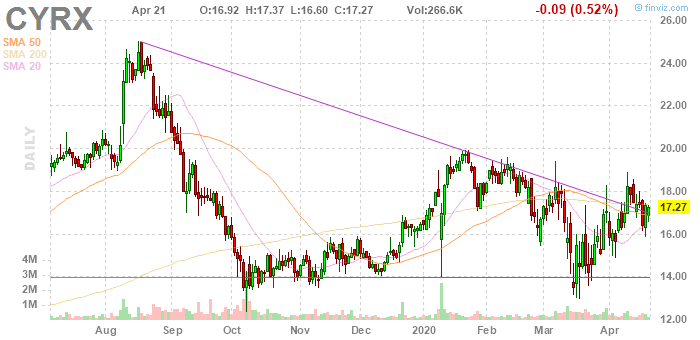 CYRX Apr 21 O:16.92 H:17.37 L:16.60 C:17.27 Vol:266.6K -0.09 (0.52%) © finviz.com
SMA 50
SMA 200
SMA 20
DAILY
26.00
24.00
22.00
20.00
18.00
17.27
16.00
14.00
12.00
4M
3M
2M
1M
Aug Sep Oct Nov Dec 2020 Feb Mar Apr